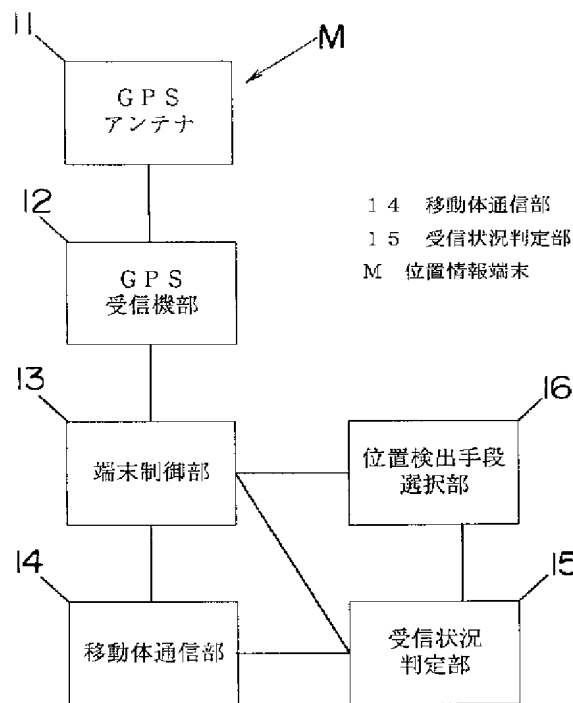 11
M
GPS
アンテナ
12
GPS
受信機部
14 移動体通信部
15 受信状況判定部
M 位置情報端末
13
端末制御部
16
位置検出手段
選択部
14
移動体通信部
15
受信状況
判定部